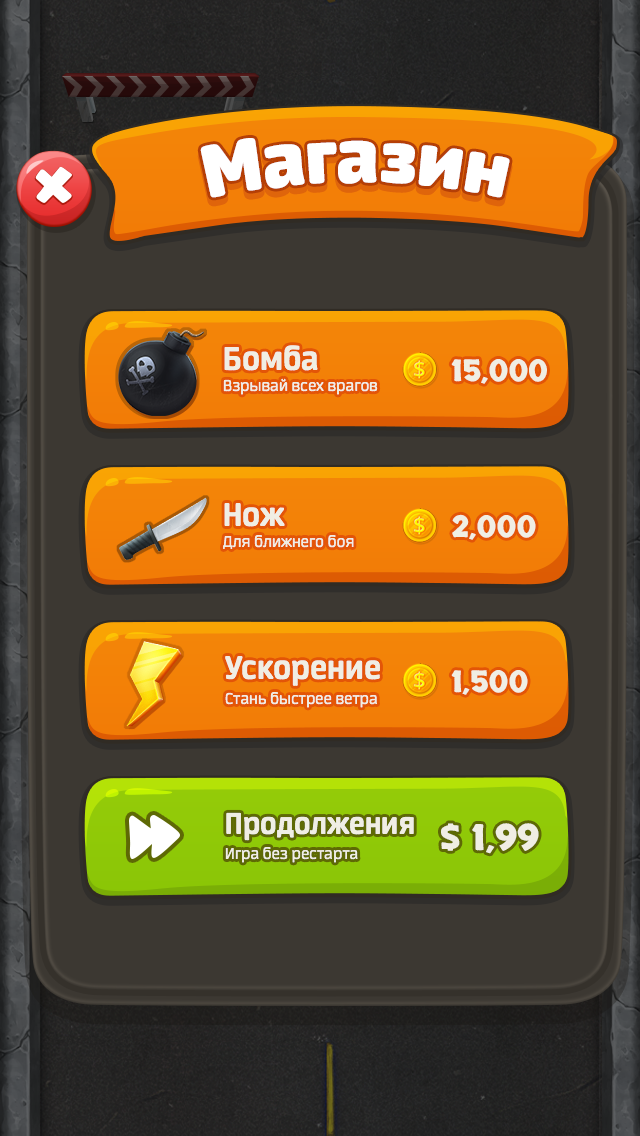 Магазин
Бомба
Взрывай всех врагов
$ 15,000
Нож
Для ближнего боя
$ 2,000
Ускорение
Стань быстрее ветра
$ 1,500
Продолжения
Игра без рестарта
$ 1,99